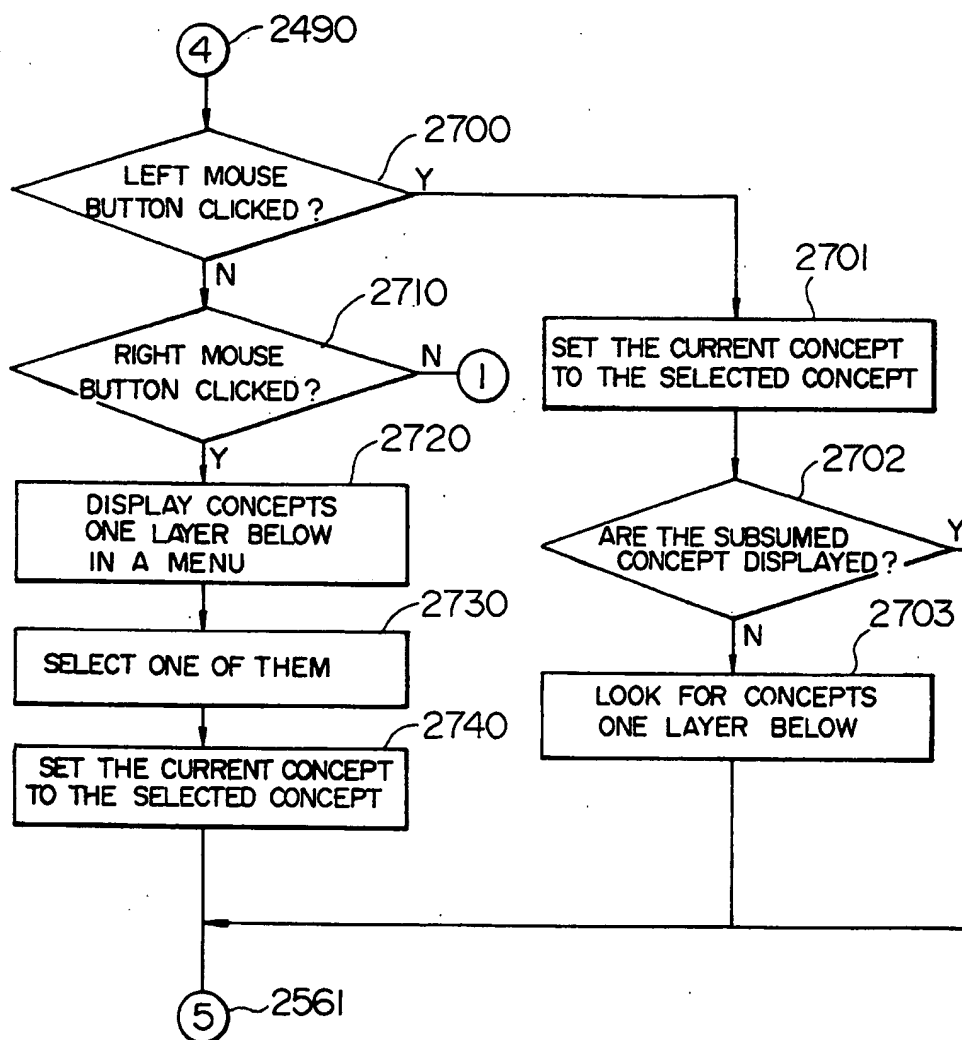 4
2490
2700
LEFT MOUSE
BUTTON CLICKED?
Y
N
2710
RIGHT MOUSE
BUTTON CLICKED?
N
1
Y
2720
DISPLAY CONCEPTS
ONE LAYER BELOW
IN A MENU
2730
SELECT ONE OF THEM
2740
SET THE CURRENT CONCEPT
TO THE SELECTED CONCEPT
2701
SET THE CURRENT CONCEPT
TO THE SELECTED CONCEPT
2702
ARE THE SUBSUMED
CONCEPT DISPLAYED?
Y
N
2703
LOOK FOR CONCEPTS
ONE LAYER BELOW
5
2561